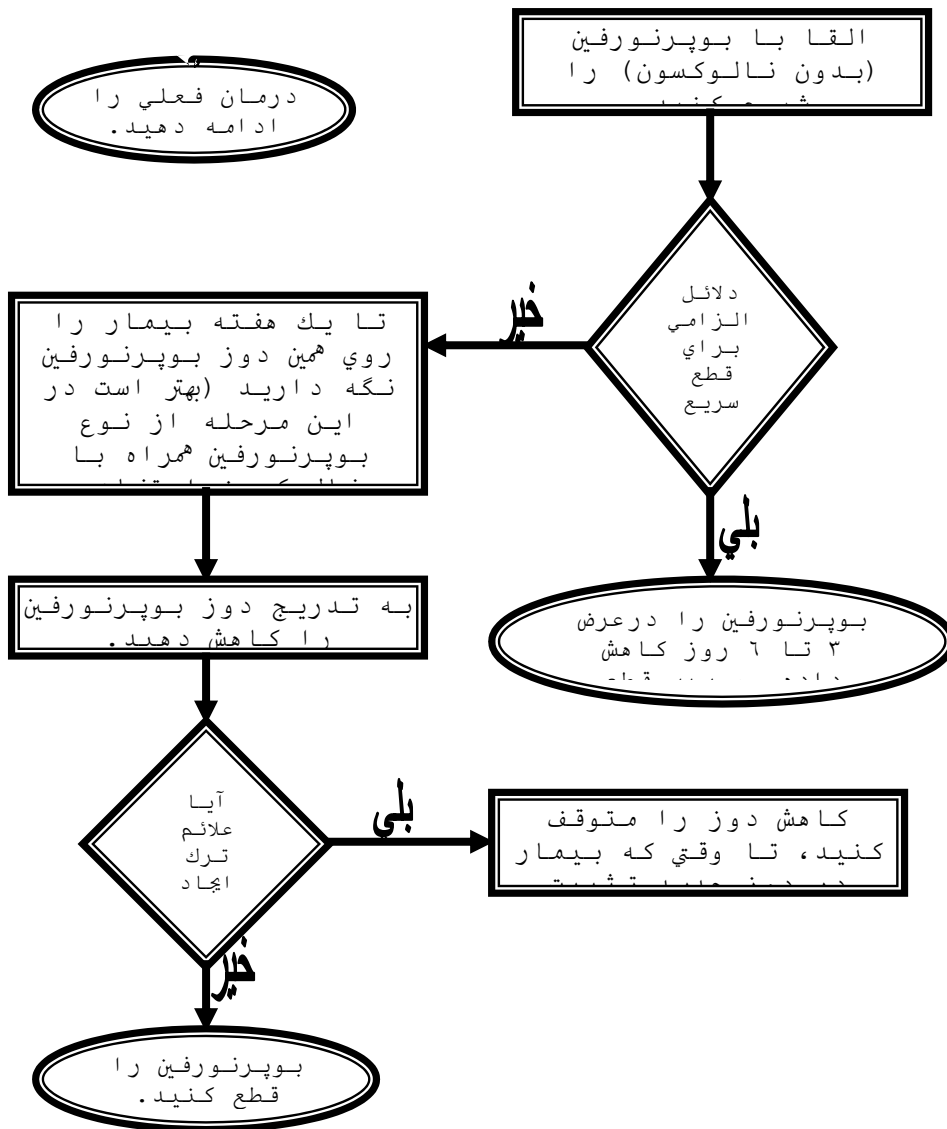 القا با بوپرنورفين
(بدون نالوكسون) را
درمان فعلي را
ادامه دهيد.
دلائل
الزامي
براي
قطع
سريع
خير
تا يك هفته بيمار را
روي همين دوز بوپرنورفين
نگه داريد (بهتر است در
اين مرحله از نوع
بوپرنورفين همراه با
بلي
به تدريج دوز بوپرنورفين
را كاهش دهيد.
بوپرنورفين را درعرض
٣ تا ٦ روز كاهش
آيا
علائم
ترك
ايجاد
بلي
كاهش دوز را متوقف
كنيد، تا وقتي كه بيمار
خير
بوپرنورفين را
قطع كنيد.